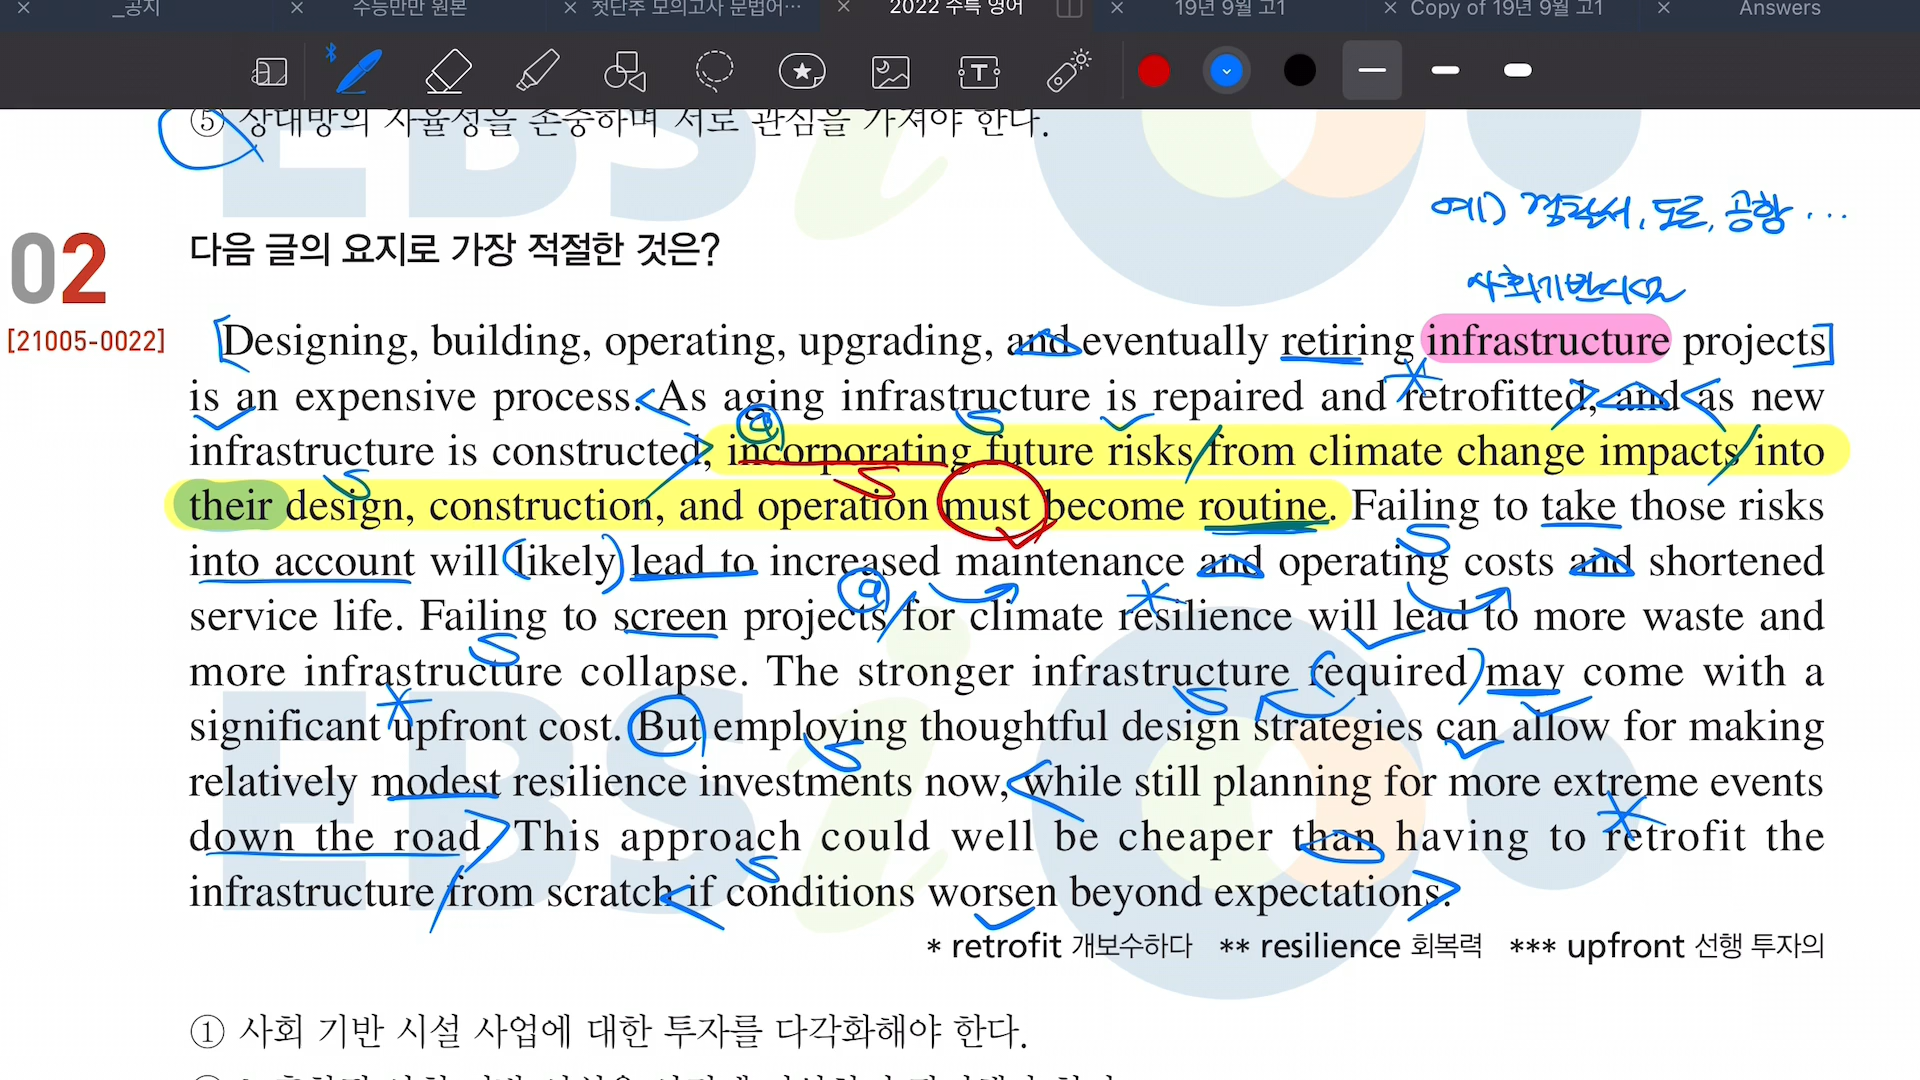 _공지 수능만만 원본 첫단추 모의고사 문법어… 2022 수특 영어 19년 9월 고1 Copy of 19년 9월 고1 Answers
⑤ 상대방의 자율성을 존중하며 서로 관심을 가져야 한다.
예) 경찰서, 도로, 공항 ...
02 다음 글의 요지로 가장 적절한 것은?
사회기반시설
[21005-0022]
Designing, building, operating, upgrading, and eventually retiring infrastructure projects
is an expensive process. As aging infrastructure is repaired and retrofitted, and as new
infrastructure is constructed, incorporating future risks from climate change impacts into
their design, construction, and operation must become routine. Failing to take those risks
into account will likely lead to increased maintenance and operating costs and shortened
service life. Failing to screen projects for climate resilience will lead to more waste and
more infrastructure collapse. The stronger infrastructure required may come with a
significant upfront cost. But employing thoughtful design strategies can allow for making
relatively modest resilience investments now, while still planning for more extreme events
down the road. This approach could well be cheaper than having to retrofit the
infrastructure from scratch if conditions worsen beyond expectations.
* retrofit 개보수하다 ** resilience 회복력 *** upfront 선행 투자의
① 사회 기반 시설 사업에 대한 투자를 다각화해야 한다.